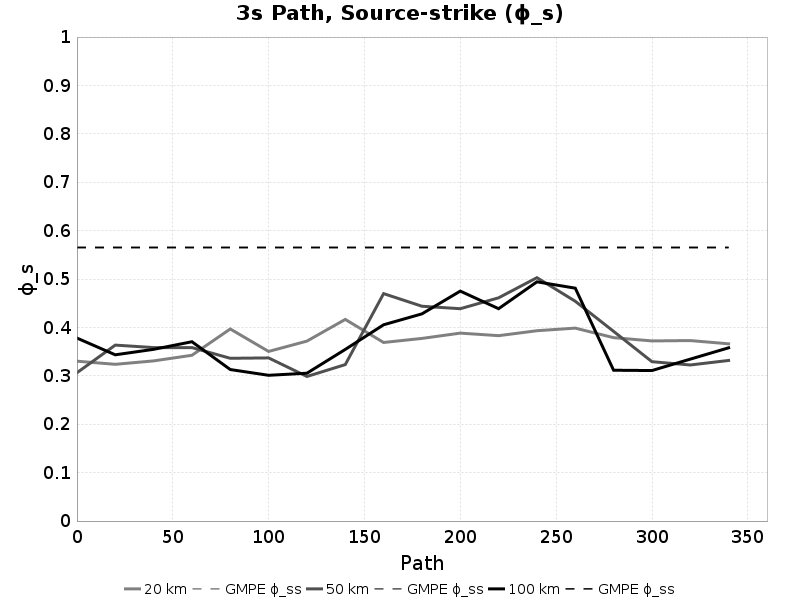 3s Path, Source-strike (ϕ_s)
1
0.9
0.8
0.7
0.6
0.5
0.4
0.3
0.2
0.1
0
ϕ_s
0 50 100 150 200 250 300 350
Path
20 km GMPE ϕ_ss 50 km GMPE ϕ_ss 100 km GMPE ϕ_ss